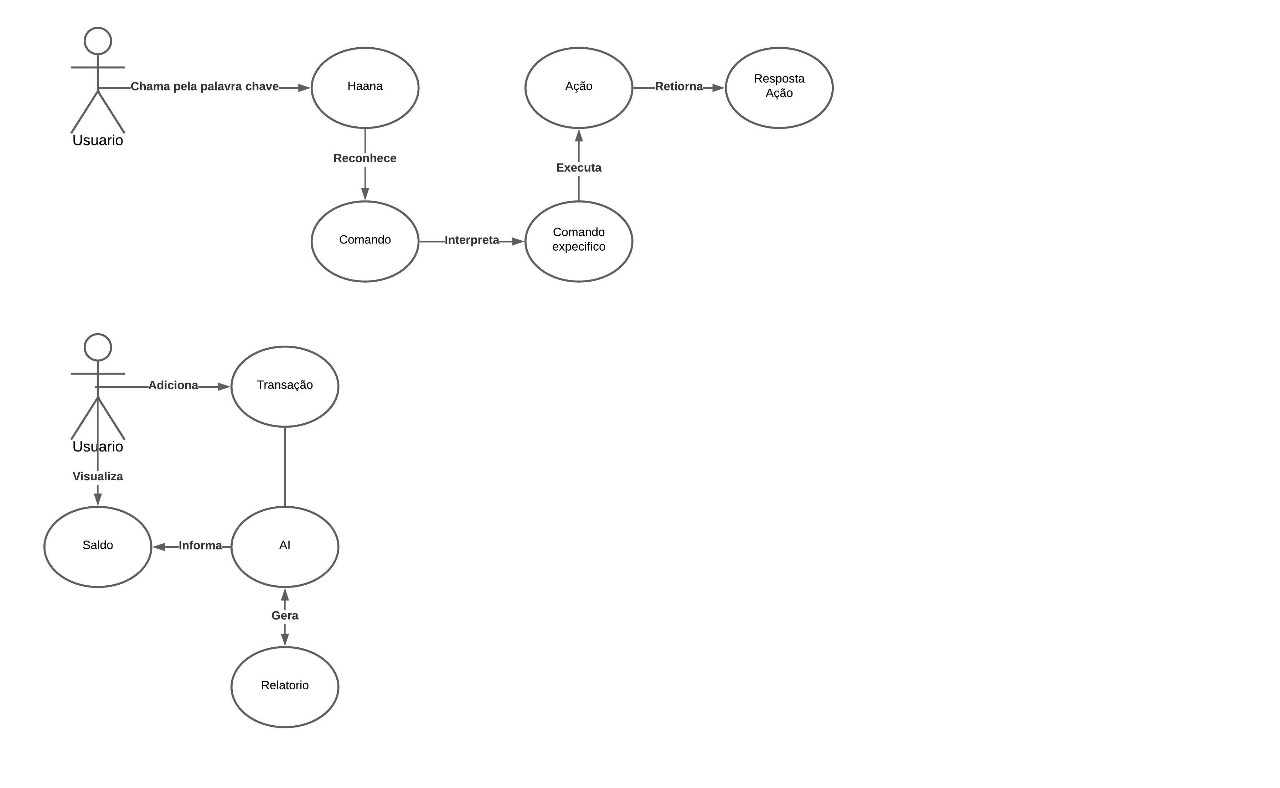 Usuario
Chama pela palavra chave
Haana
Reconhece
Comando
Interpreta
Comando
expecifico
Executa
Ação
Retiorna
Resposta
Ação
Usuario
Adiciona
Transação
Visualiza
Saldo
Informa
AI
Gera
Relatorio